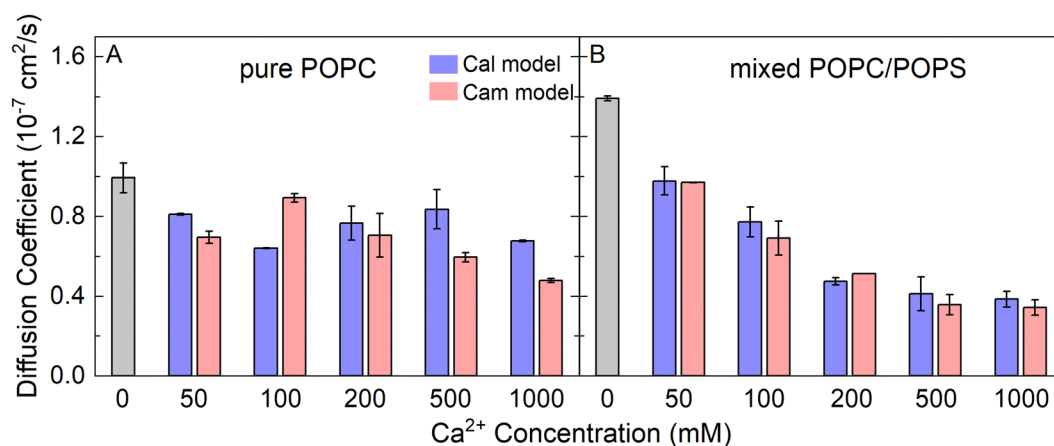 A
pure POPC
Cal model
Cam model
B
mixed POPC/POPS
Diffusion Coefficient (10⁻⁷ cm²/s)
1.6
1.2
0.8
0.4
0.0
0 50 100 200 500 1000 0 50 100 200 500 1000
Ca²⁺ Concentration (mM)